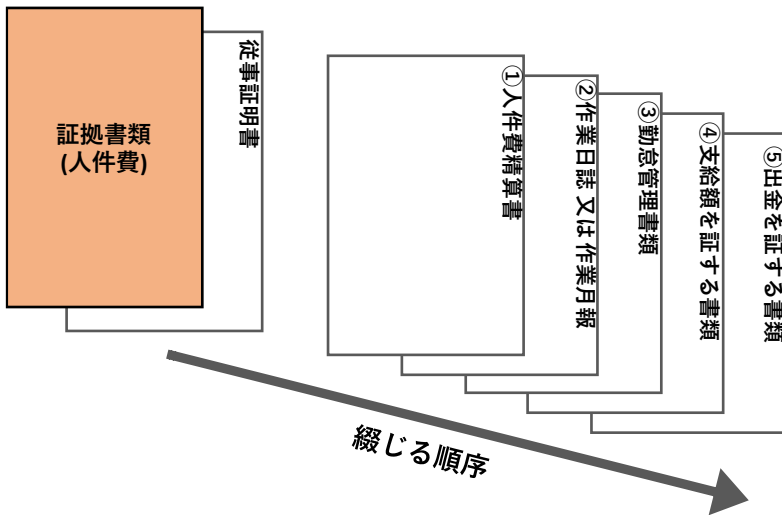 証拠書類
(人件費)
従事証明書
①人件費精算書
②作業日誌 又は 作業月報
③勤怠管理書類
④支給額を証する書類
⑤出金を証する書類
綴じる順序